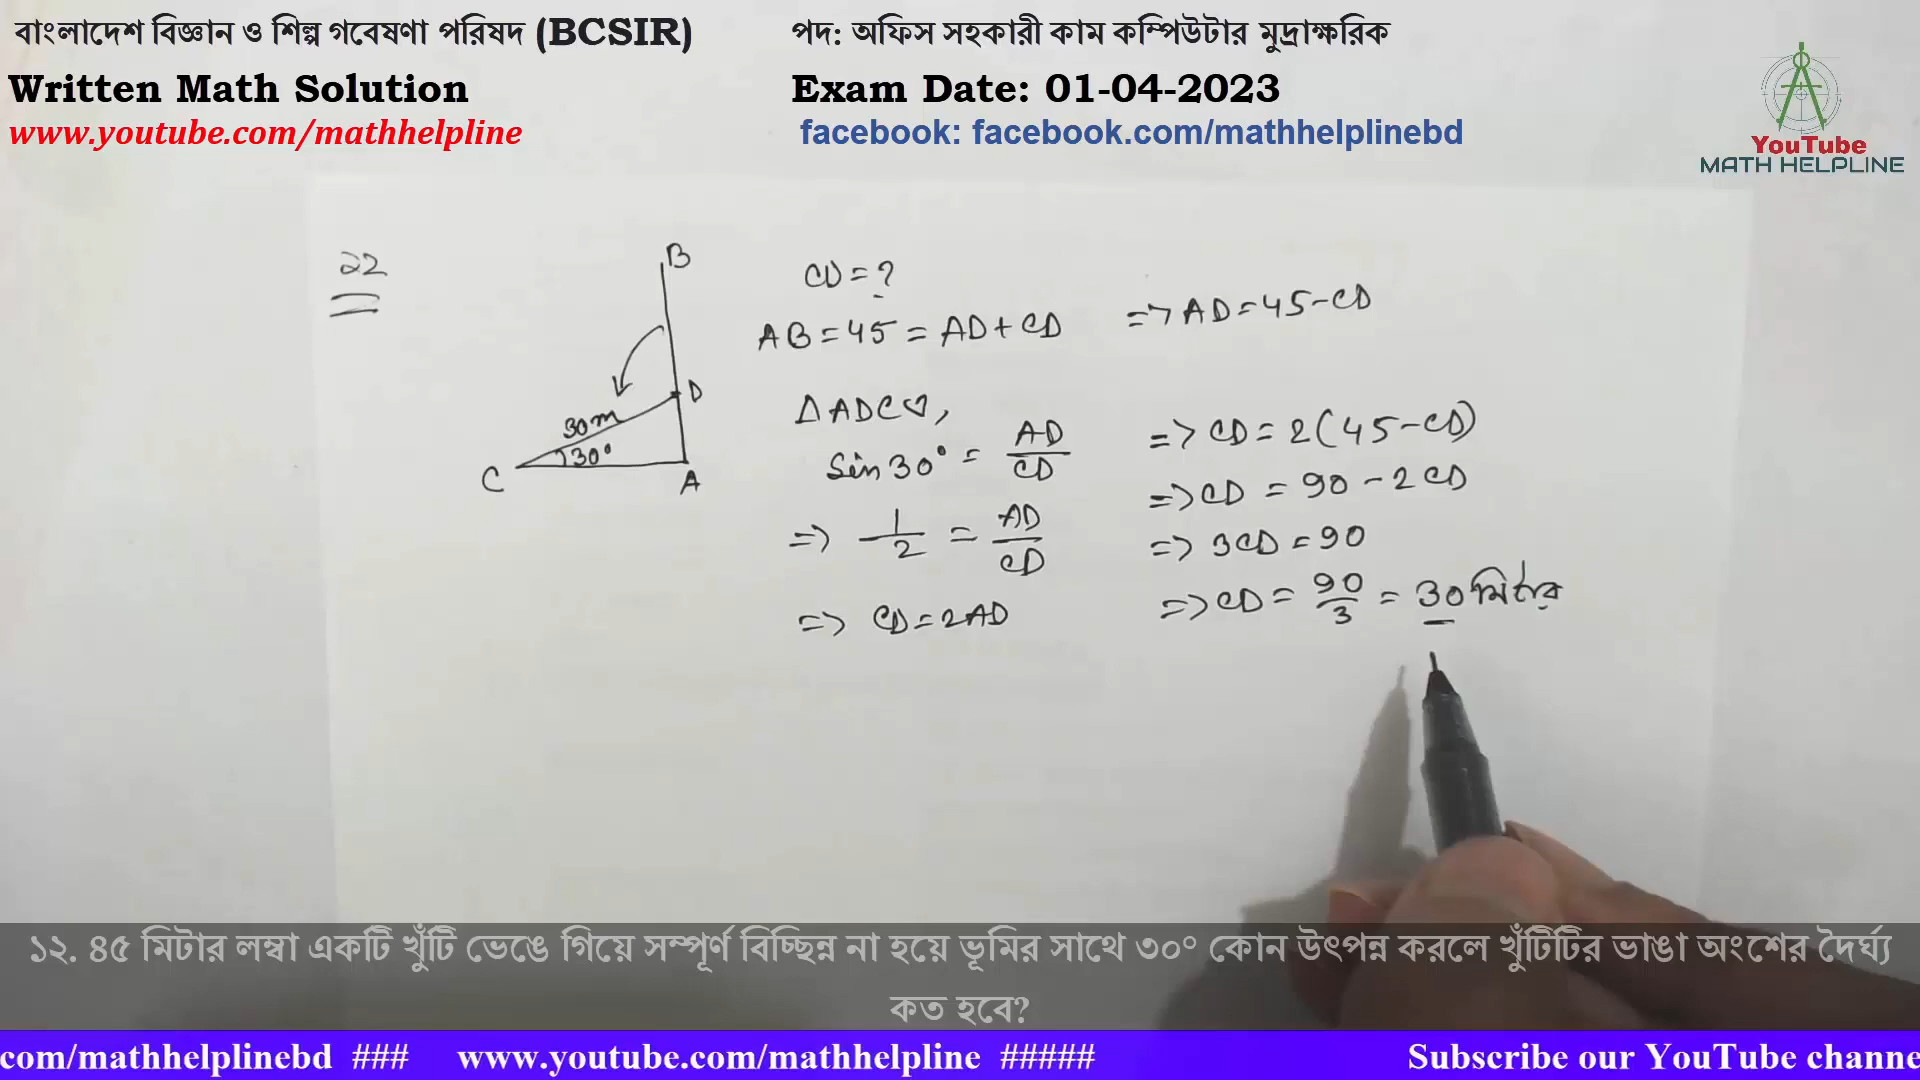 বাংলাদেশ বিজ্ঞান ও শিল্প গবেষণা পরিষদ (BCSIR)
পদ: অফিস সহকারী কাম কম্পিউটার মুদ্রাক্ষরিক
Written Math Solution
Exam Date: 01-04-2023
www.youtube.com/mathhelpline
facebook: facebook.com/mathhelplinebd
YouTube
MATH HELPLINE
B
D
30m
30°
C
A
CD = ?
AB = 45 = AD + CD
ΔADC এ,
Sin 30° = AD/CD
=> 1/2 = AD/CD
=> CD = 2AD
=> AD = 45 - CD
=> CD = 2(45 - CD)
=> CD = 90 - 2CD
=> 3CD = 90
=> CD = 90/3 = 30 মিটার
১২. ৪৫ মিটার লম্বা একটি খুঁটি ভেঙে গিয়ে সম্পূর্ণ বিচ্ছিন্ন না হয়ে ভূমির সাথে ৩০° কোন উৎপন্ন করলে খুঁটিটির ভাঙা অংশের দৈর্ঘ্য
কত হবে?
com/mathhelplinebd ### www.youtube.com/mathhelpline ##### Subscribe our YouTube channe